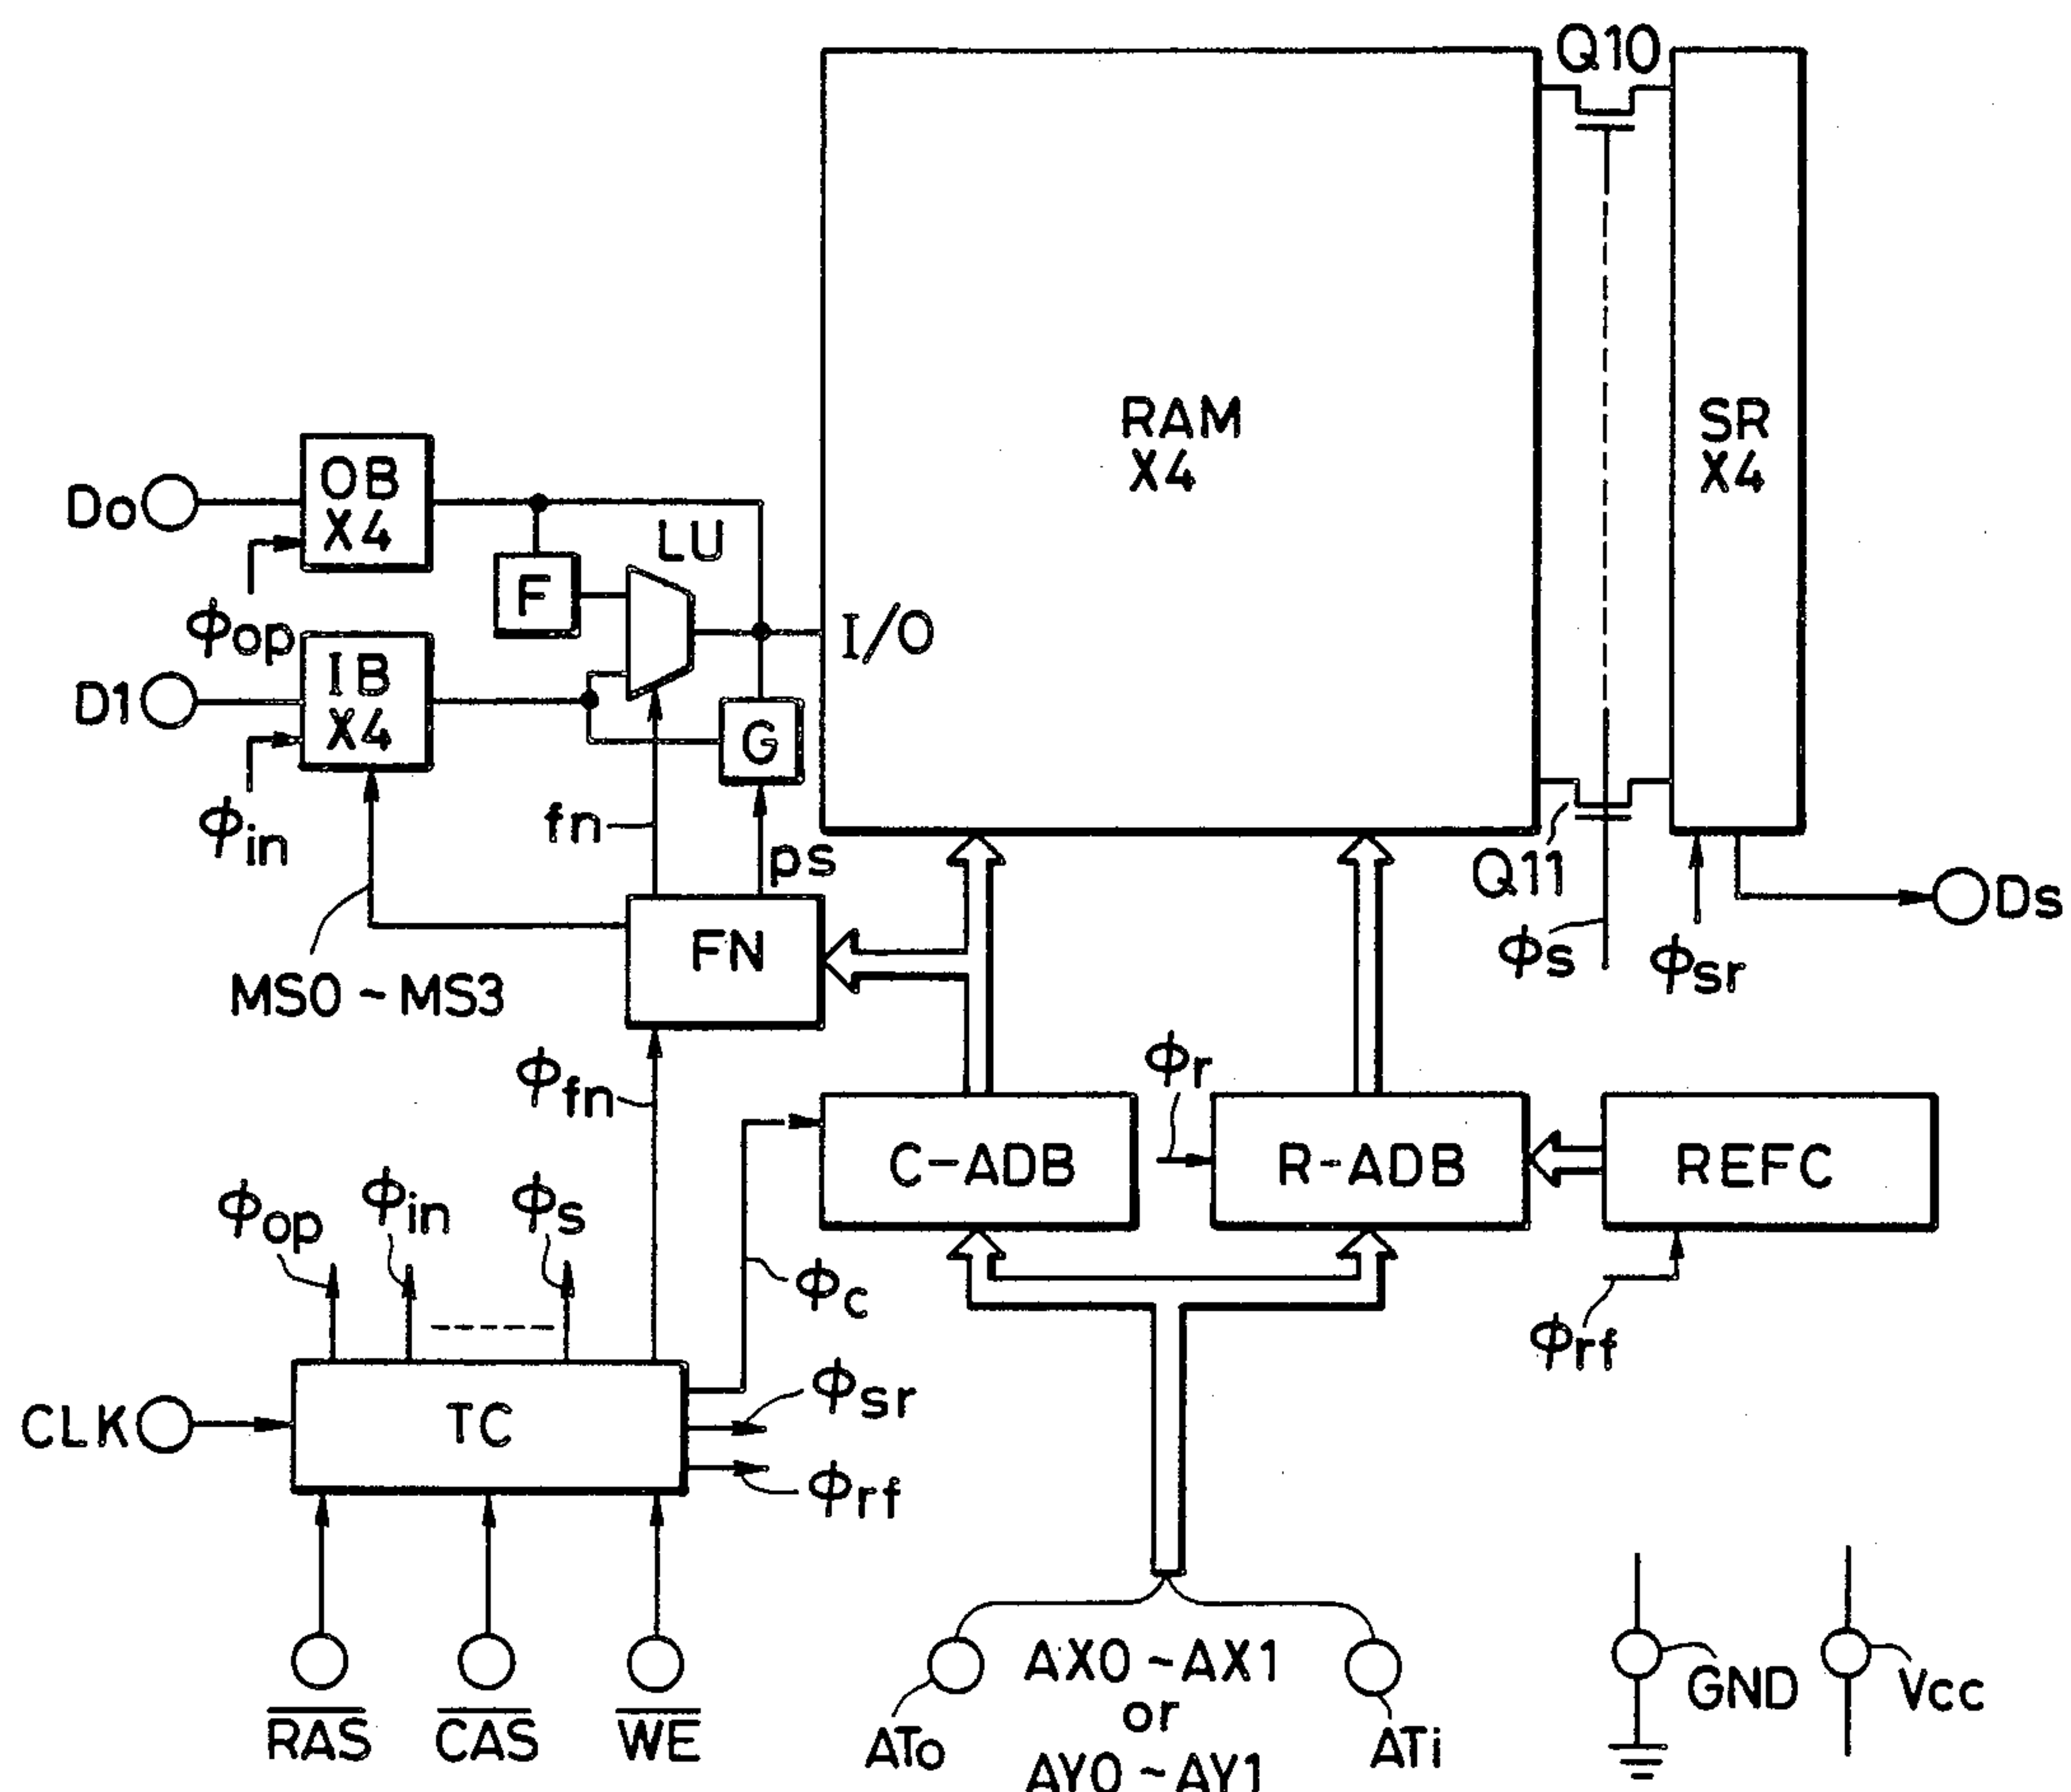 Q10
RAM
X4
SR
X4
Do
OB
X4
LU
F
ϕop
I/O
D1
IB
X4
G
ϕin
fn
ps
Q11
Ds
MS0 ~ MS3
FN
ϕs
ϕsr
ϕfn
ϕr
C-ADB
R-ADB
REFC
ϕop
ϕin
ϕs
ϕc
ϕrf
CLK
TC
ϕsr
ϕrf
RAS
CAS
WE
ATo
AX0 ~ AX1
or
AY0 ~ AY1
ATi
GND
Vcc